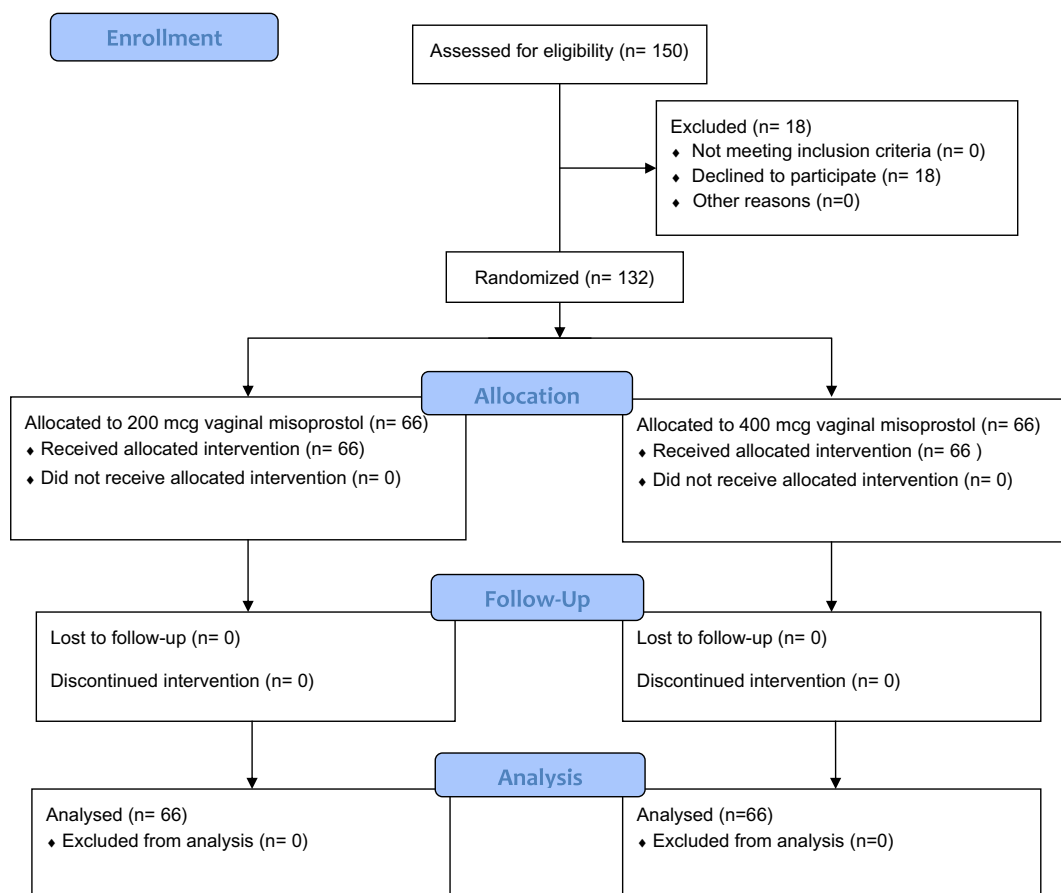 Enrollment
Assessed for eligibility (n= 150)
Excluded (n= 18)
♦ Not meeting inclusion criteria (n= 0)
♦ Declined to participate (n= 18)
♦ Other reasons (n=0)
Randomized (n= 132)
Allocation
Allocated to 200 mcg vaginal misoprostol (n= 66)
♦ Received allocated intervention (n= 66)
♦ Did not receive allocated intervention (n= 0)
Allocated to 400 mcg vaginal misoprostol (n= 66)
♦ Received allocated intervention (n= 66 )
♦ Did not receive allocated intervention (n= 0)
Follow-Up
Lost to follow-up (n= 0)
Discontinued intervention (n= 0)
Lost to follow-up (n= 0)
Discontinued intervention (n= 0)
Analysis
Analysed (n= 66)
♦ Excluded from analysis (n= 0)
Analysed (n=66)
♦ Excluded from analysis (n=0)